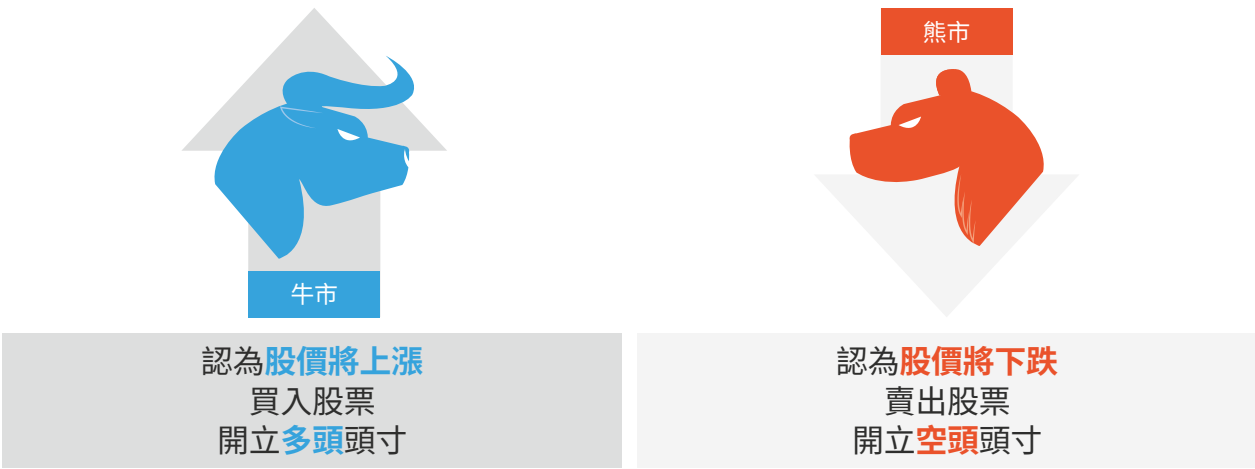 牛市
認為股價將上漲
買入股票
開立多頭頭寸
熊市
認為股價將下跌
賣出股票
開立空頭頭寸